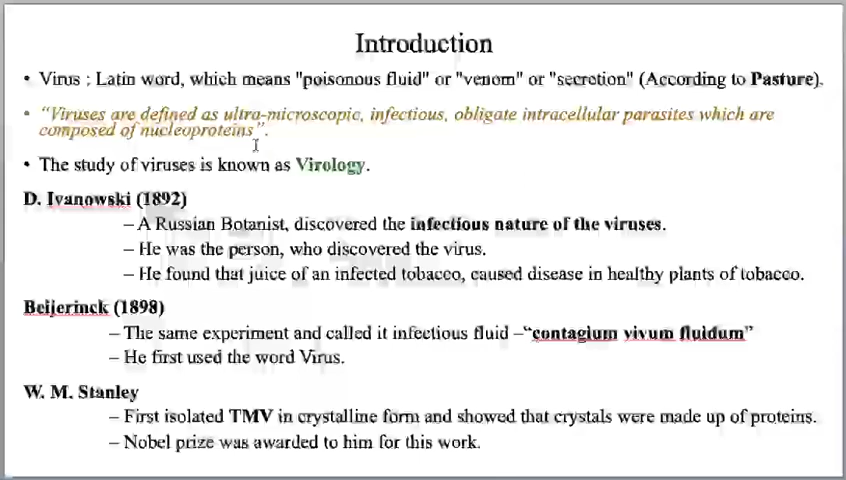 Introduction
• Virus : Latin word, which means "poisonous fluid" or "venom" or "secretion" (According to Pasture).
• “Viruses are defined as ultra-microscopic, infectious, obligate intracellular parasites which are
composed of nucleoproteins”.
• The study of viruses is known as Virology.
D. Ivanowski (1892)
– A Russian Botanist, discovered the infectious nature of the viruses.
– He was the person, who discovered the virus.
– He found that juice of an infected tobacco, caused disease in healthy plants of tobacco.
Beijerinck (1898)
– The same experiment and called it infectious fluid –“contagium vivum fluidum”
– He first used the word Virus.
W. M. Stanley
– First isolated TMV in crystalline form and showed that crystals were made up of proteins.
– Nobel prize was awarded to him for this work.